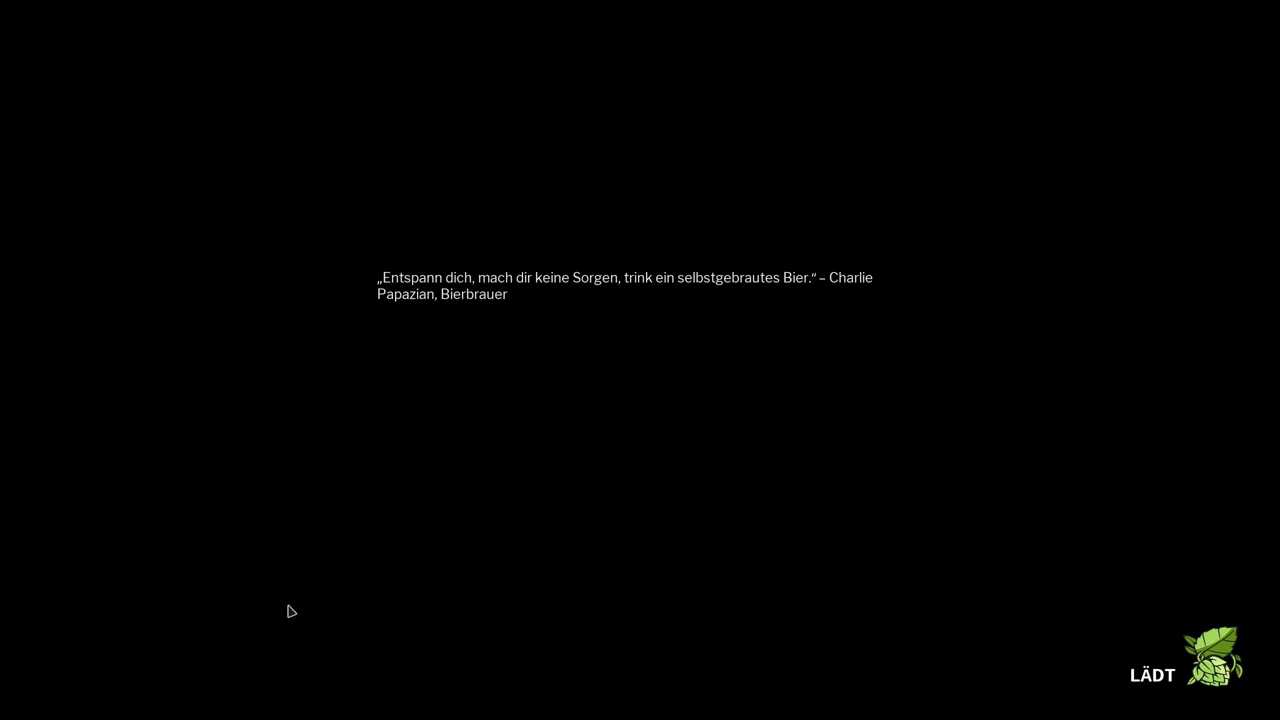 „Entspann dich, mach dir keine Sorgen, trink ein selbstgebrautes Bier.“ – Charlie
Papazian, Bierbrauer
LÄDT